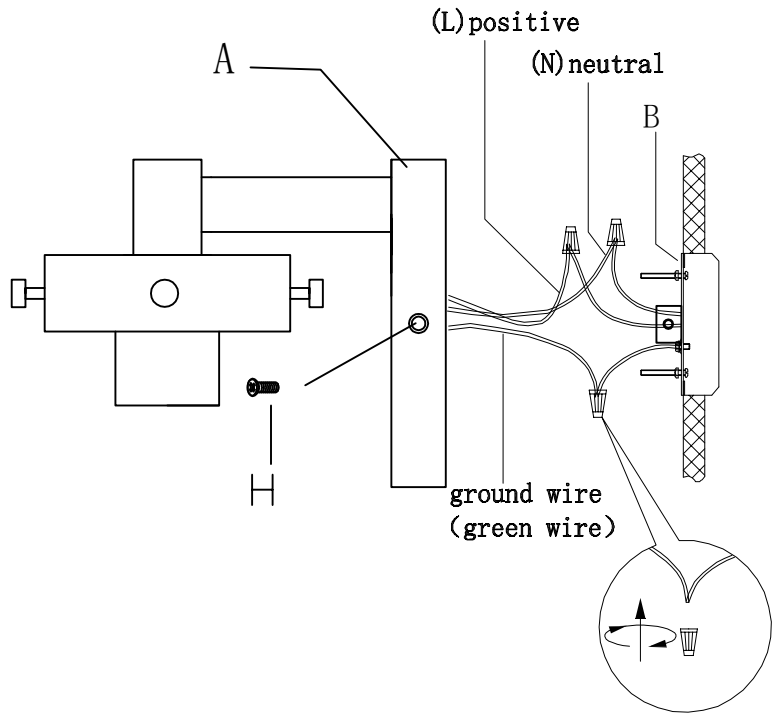 (L)positive
(N)neutral
A
B
H
ground wire
(green wire)